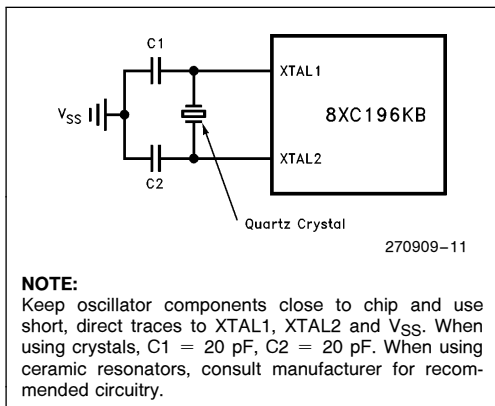 C1
XTAL1
8XC196KB
VSS
XTAL2
C2
Quartz Crystal
270909–11
NOTE:
Keep oscillator components close to chip and use
short, direct traces to XTAL1, XTAL2 and VSS. When
using crystals, C1 = 20 pF, C2 = 20 pF. When using
ceramic resonators, consult manufacturer for recom-
mended circuitry.